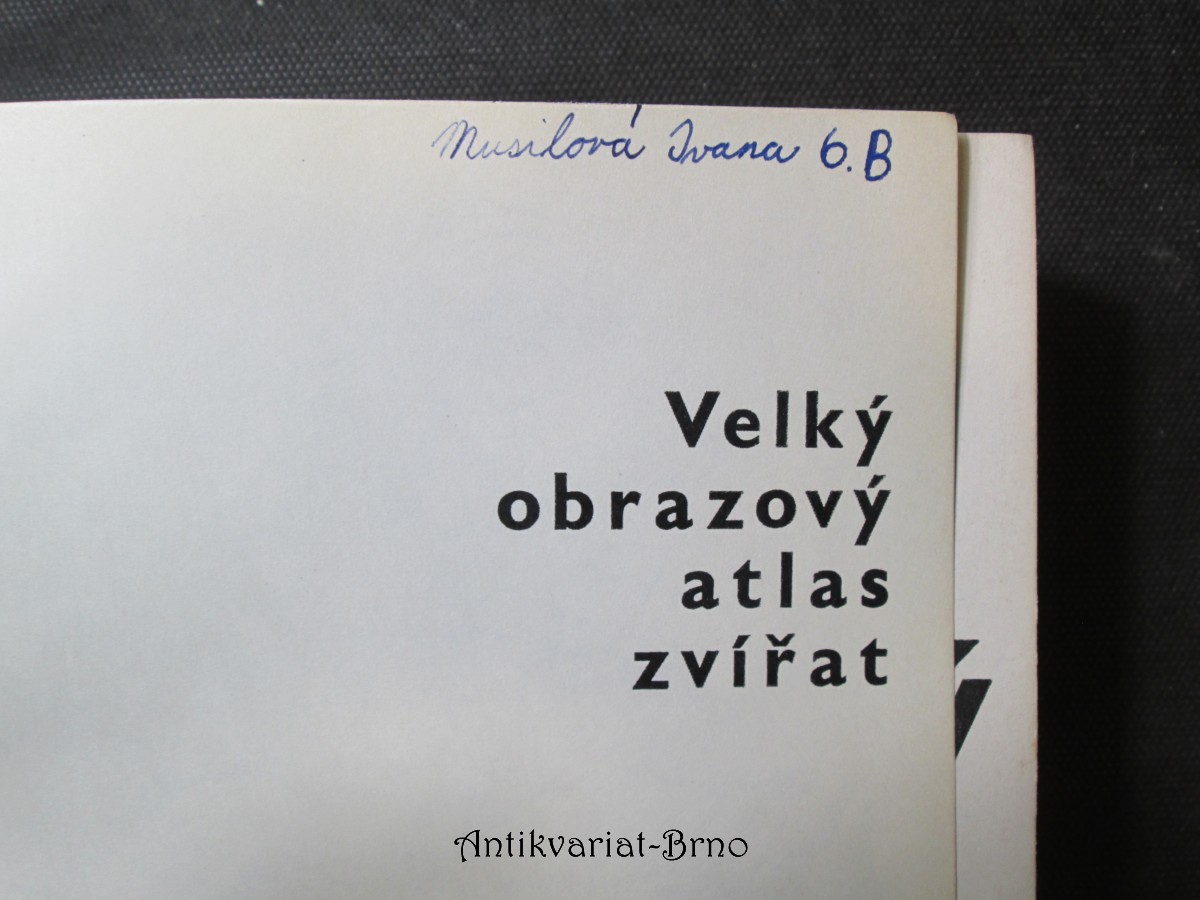 Musilová Ivana 6.B
Velký
obrazový
atlas
zvířat
ý
Antikvariat-Brno